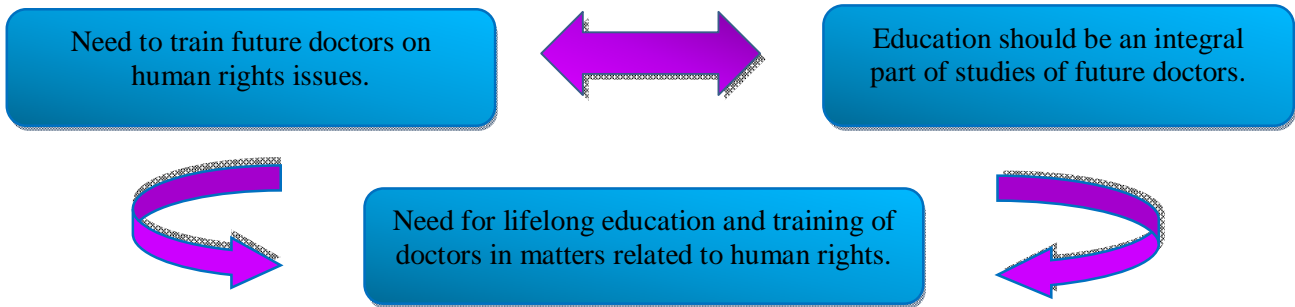 Need to train future doctors on
human rights issues.
Education should be an integral
part of studies of future doctors.
Need for lifelong education and training of
doctors in matters related to human rights.